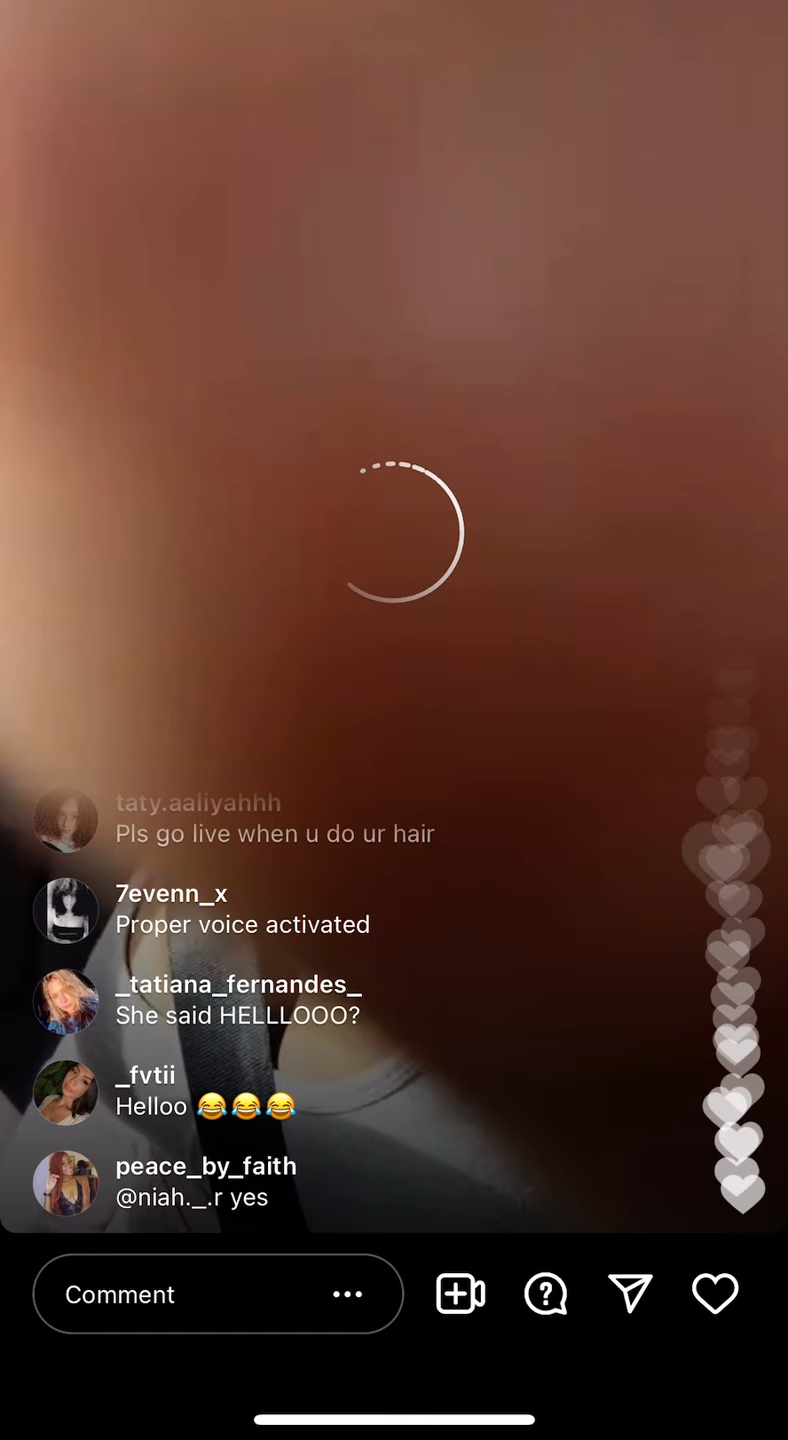 taty.aaliyahhh
Pls go live when u do ur hair
7evenn_x
Proper voice activated
_tatiana_fernandes_
She said HELLLOOO?
_fvtii
Helloo 😂😂😂
peace_by_faith
@niah._.r yes
Comment